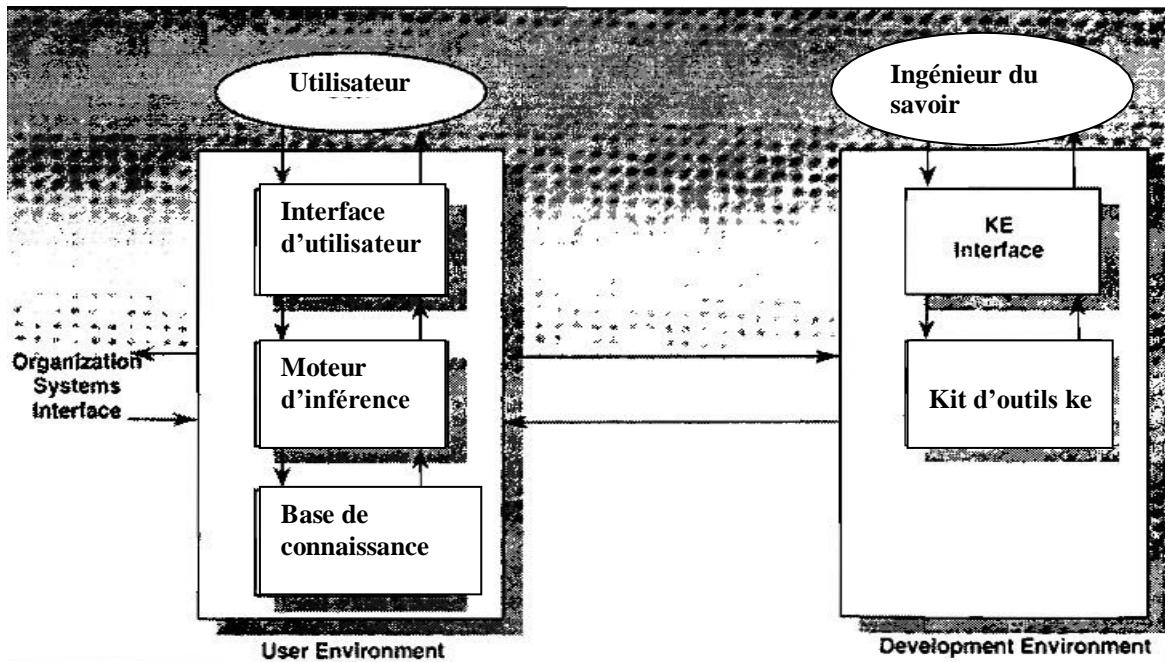 Utilisateur
Ingénieur du
savoir
Interface
d’utilisateur
KE
Interface
Moteur
d’inférence
Organization
Systems
Interface
Kit d’outils ke
Base de
connaissance
User Environment
Development Environment